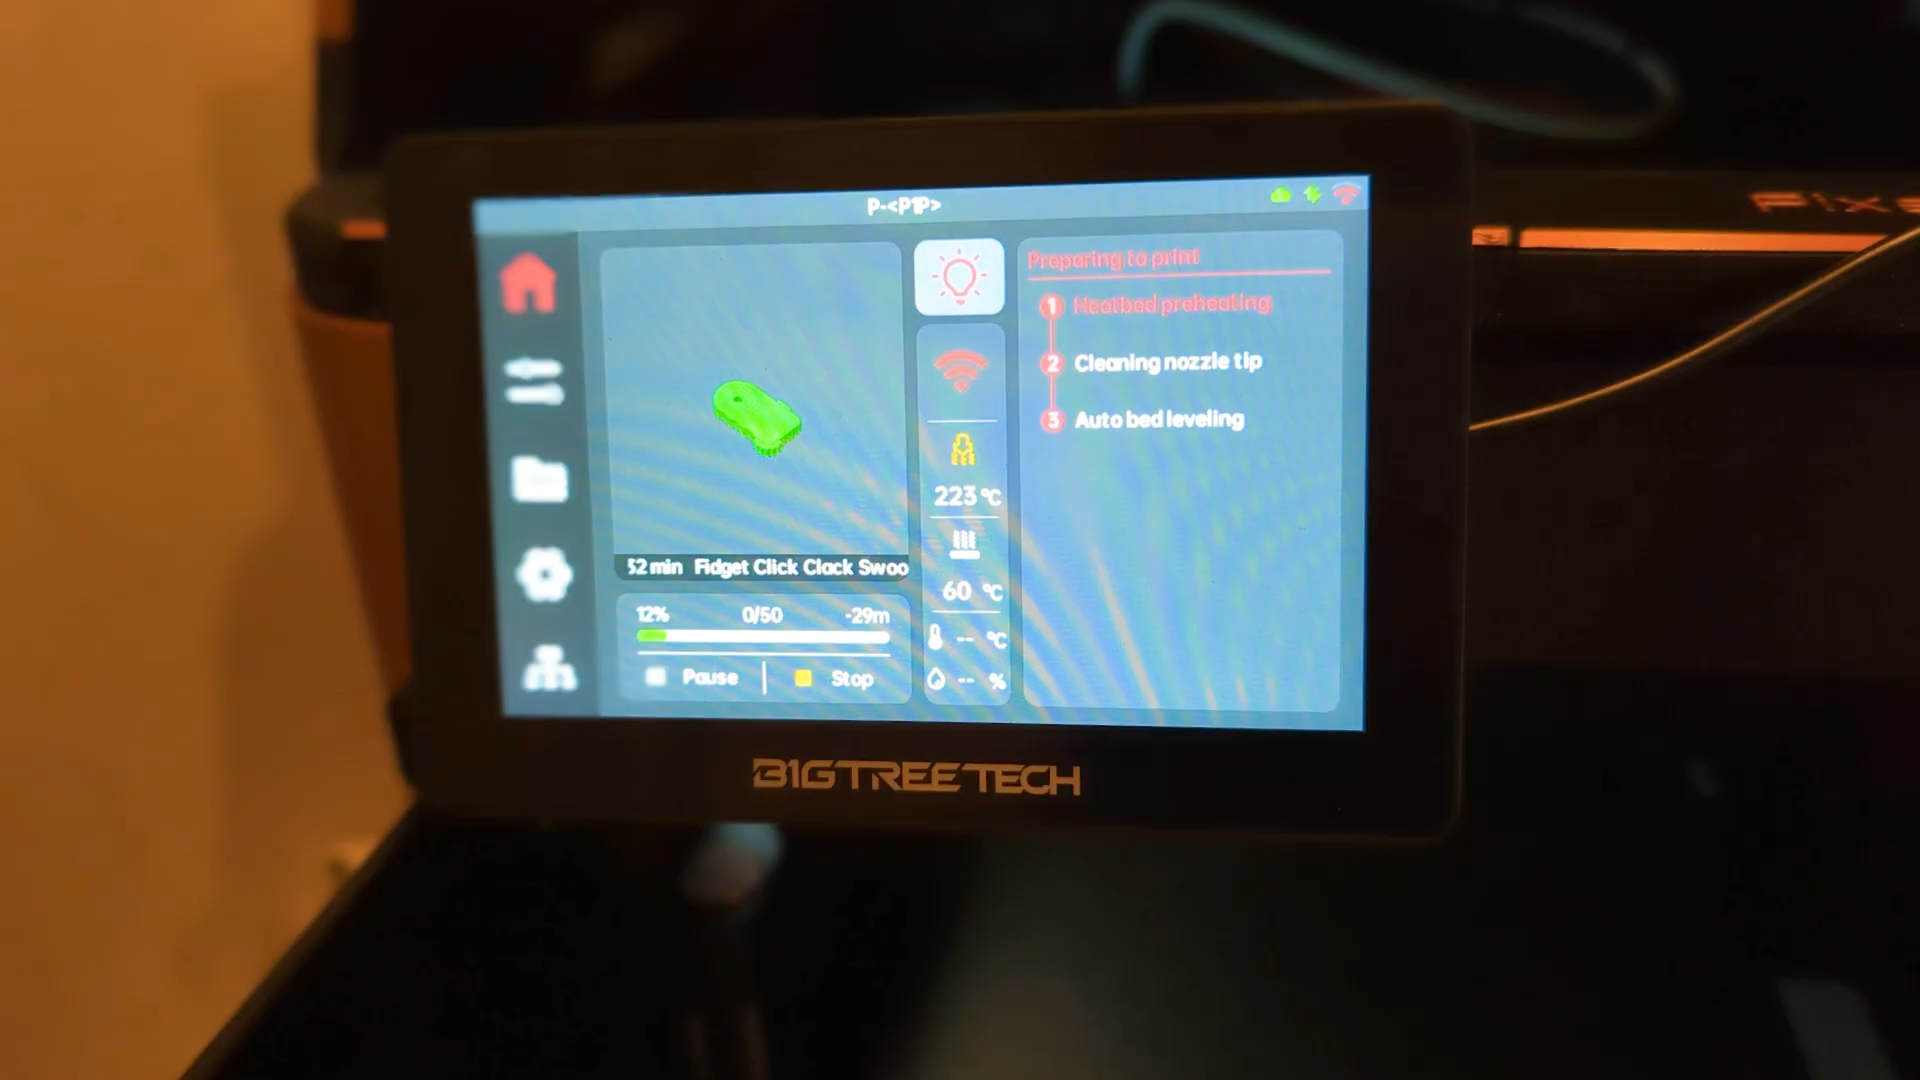 P-<P1P>
52 min Fidget Click Clack Swoo
12% 0/50 -29m
Pause Stop
223 ℃
60 ℃
-- ℃
-- %
Preparing to print
1 Heatbed preheating
2 Cleaning nozzle tip
3 Auto bed leveling
BIGTREETECH